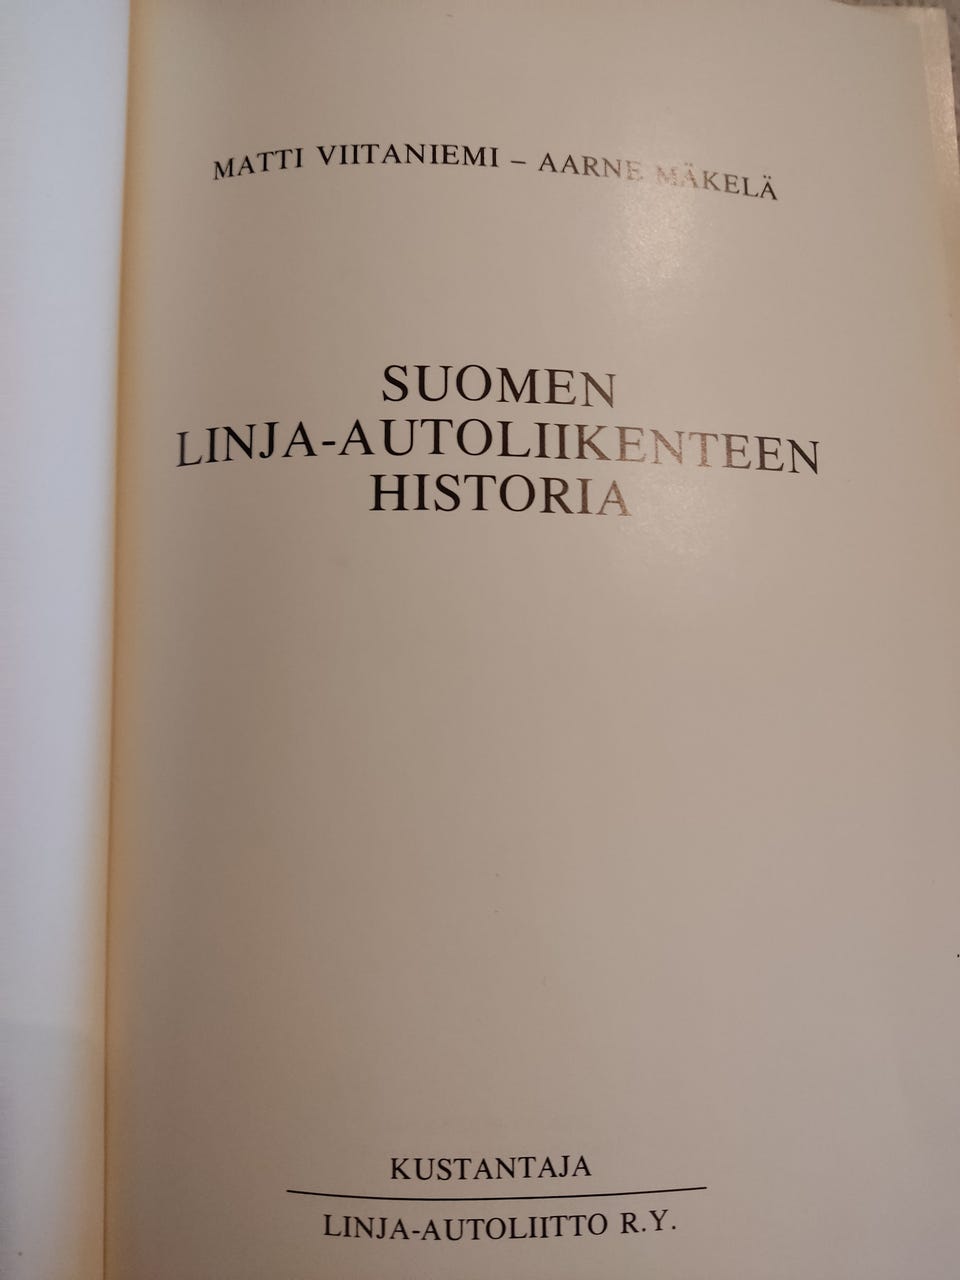 MATTI VIITANIEMI – AARNE MÄKELÄ
SUOMEN
LINJA-AUTOLIIKENTEEN
HISTORIA
KUSTANTAJA
LINJA-AUTOLIITTO R.Y.